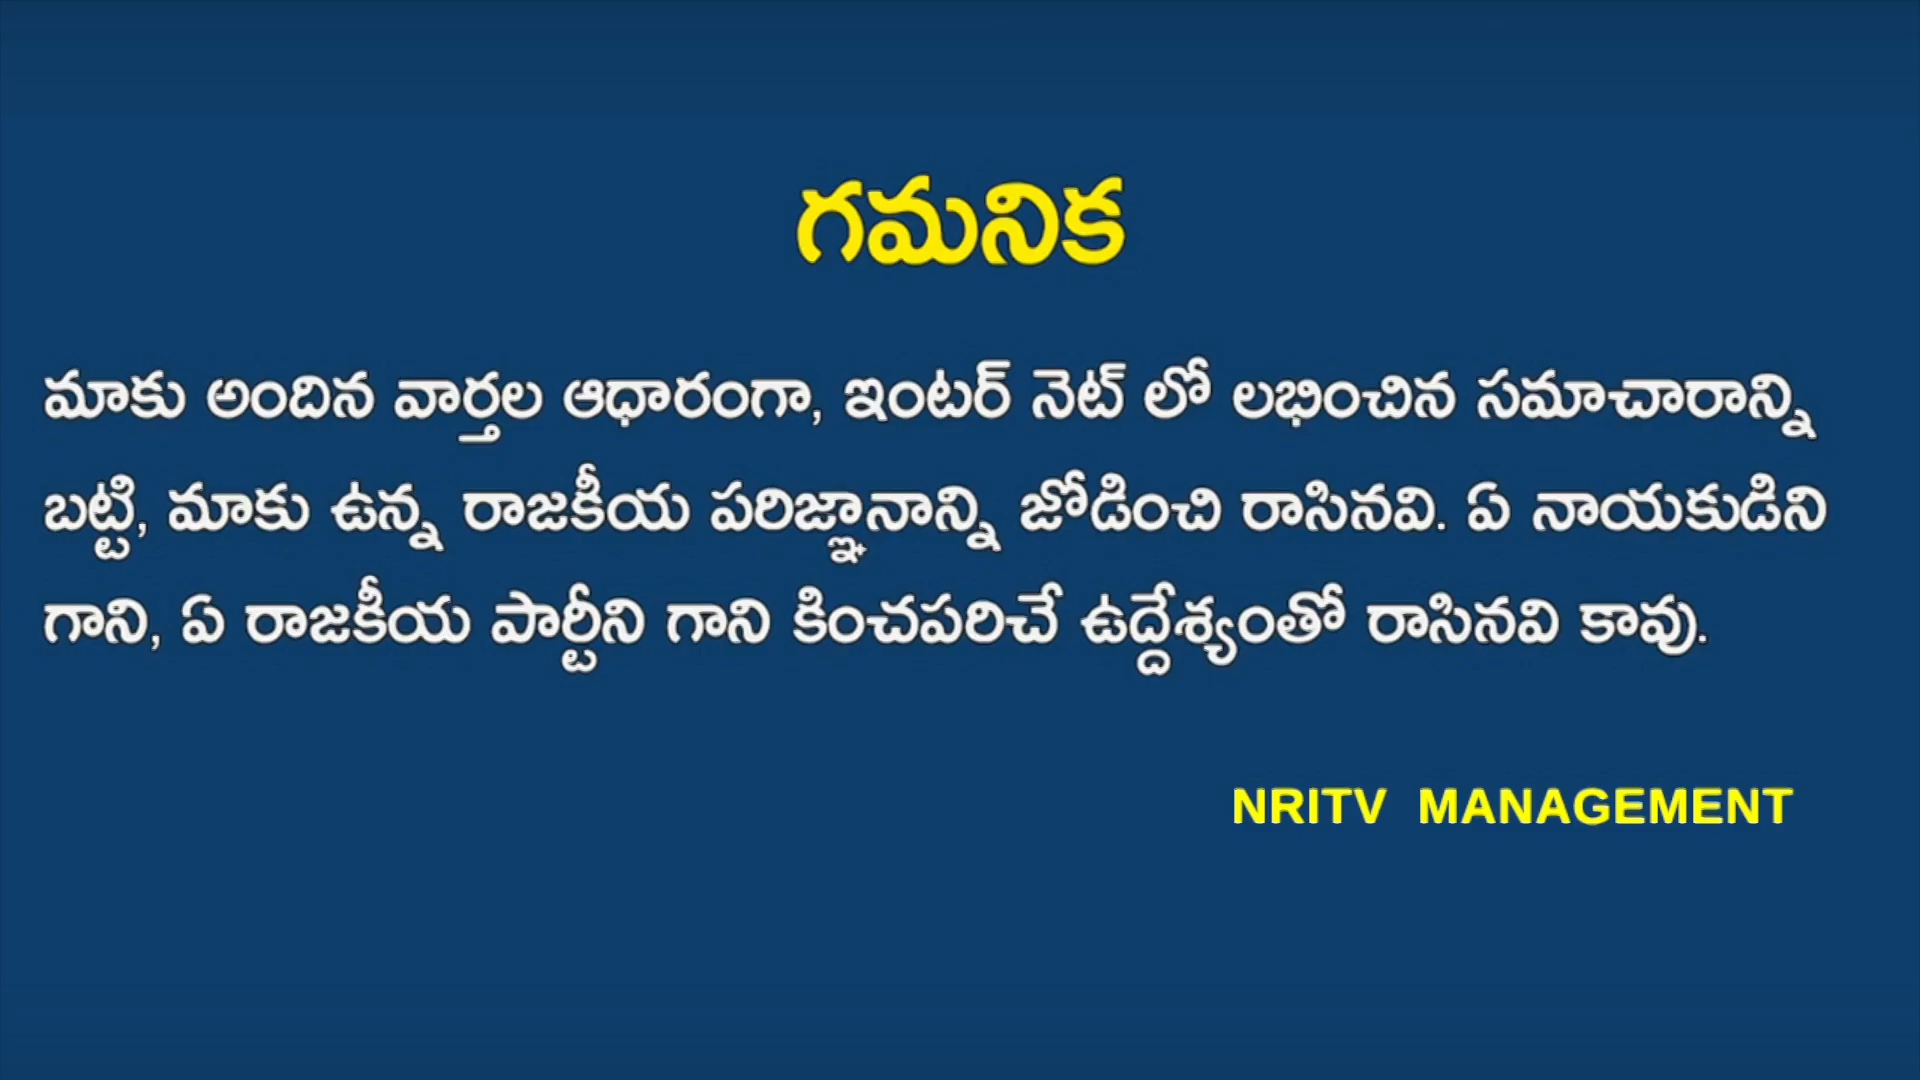 గమనిక
మాకు అందిన వార్తల ఆధారంగా, ఇంటర్ నెట్ లో లభించిన సమాచారాన్ని
బట్టి, మాకు ఉన్న రాజకీయ పరిజ్ఞానాన్ని జోడించి రాసినవి. ఏ నాయకుడిని
గాని, ఏ రాజకీయ పార్టీని గాని కించపరిచే ఉద్దేశ్యంతో రాసినవి కావు.
NRITV MANAGEMENT